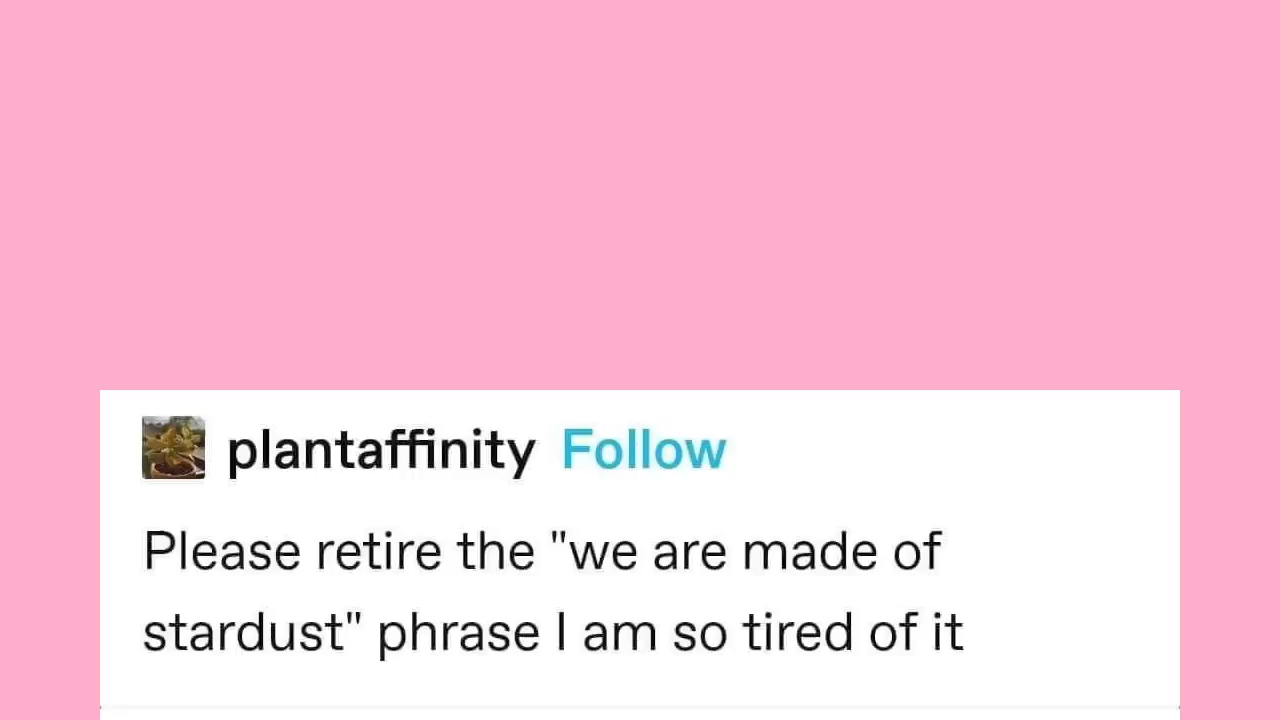 plantaffinity Follow
Please retire the "we are made of
stardust" phrase I am so tired of it